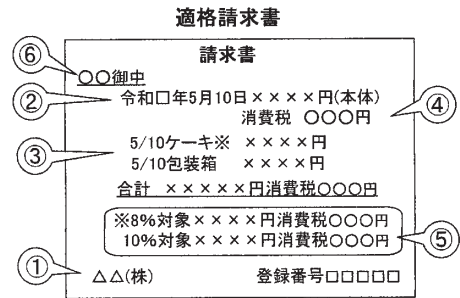 適格請求書
請求書
⑥
○○御中
② 令和□年5月10日××××円(本体)
消費税 ○○○円 ④
③ 5/10ケーキ※ ××××円
5/10包装箱 ××××円
合計 ×××××円消費税○○○円
※8%対象××××円消費税○○○円
10%対象××××円消費税○○○円 ⑤
① △△(株) 登録番号□□□□□